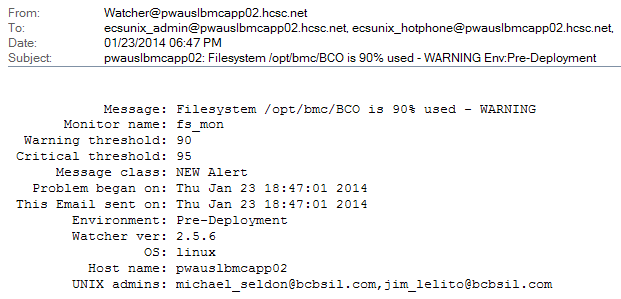 From: Watcher@pwauslbmcapp02.hcsc.net
To: ecsunix_admin@pwauslbmcapp02.hcsc.net, ecsunix_hotphone@pwauslbmcapp02.hcsc.net,
Date: 01/23/2014 06:47 PM
Subject: pwauslbmcapp02: Filesystem /opt/bmc/BCO is 90% used - WARNING Env:Pre-Deployment
Message: Filesystem /opt/bmc/BCO is 90% used - WARNING
Monitor name: fs_mon
Warning threshold: 90
Critical threshold: 95
Message class: NEW Alert
Problem began on: Thu Jan 23 18:47:01 2014
This Email sent on: Thu Jan 23 18:47:01 2014
Environment: Pre-Deployment
Watcher ver: 2.5.6
OS: linux
Host name: pwauslbmcapp02
UNIX admins: michael_seldon@bcbsil.com,jim_lelito@bcbsil.com